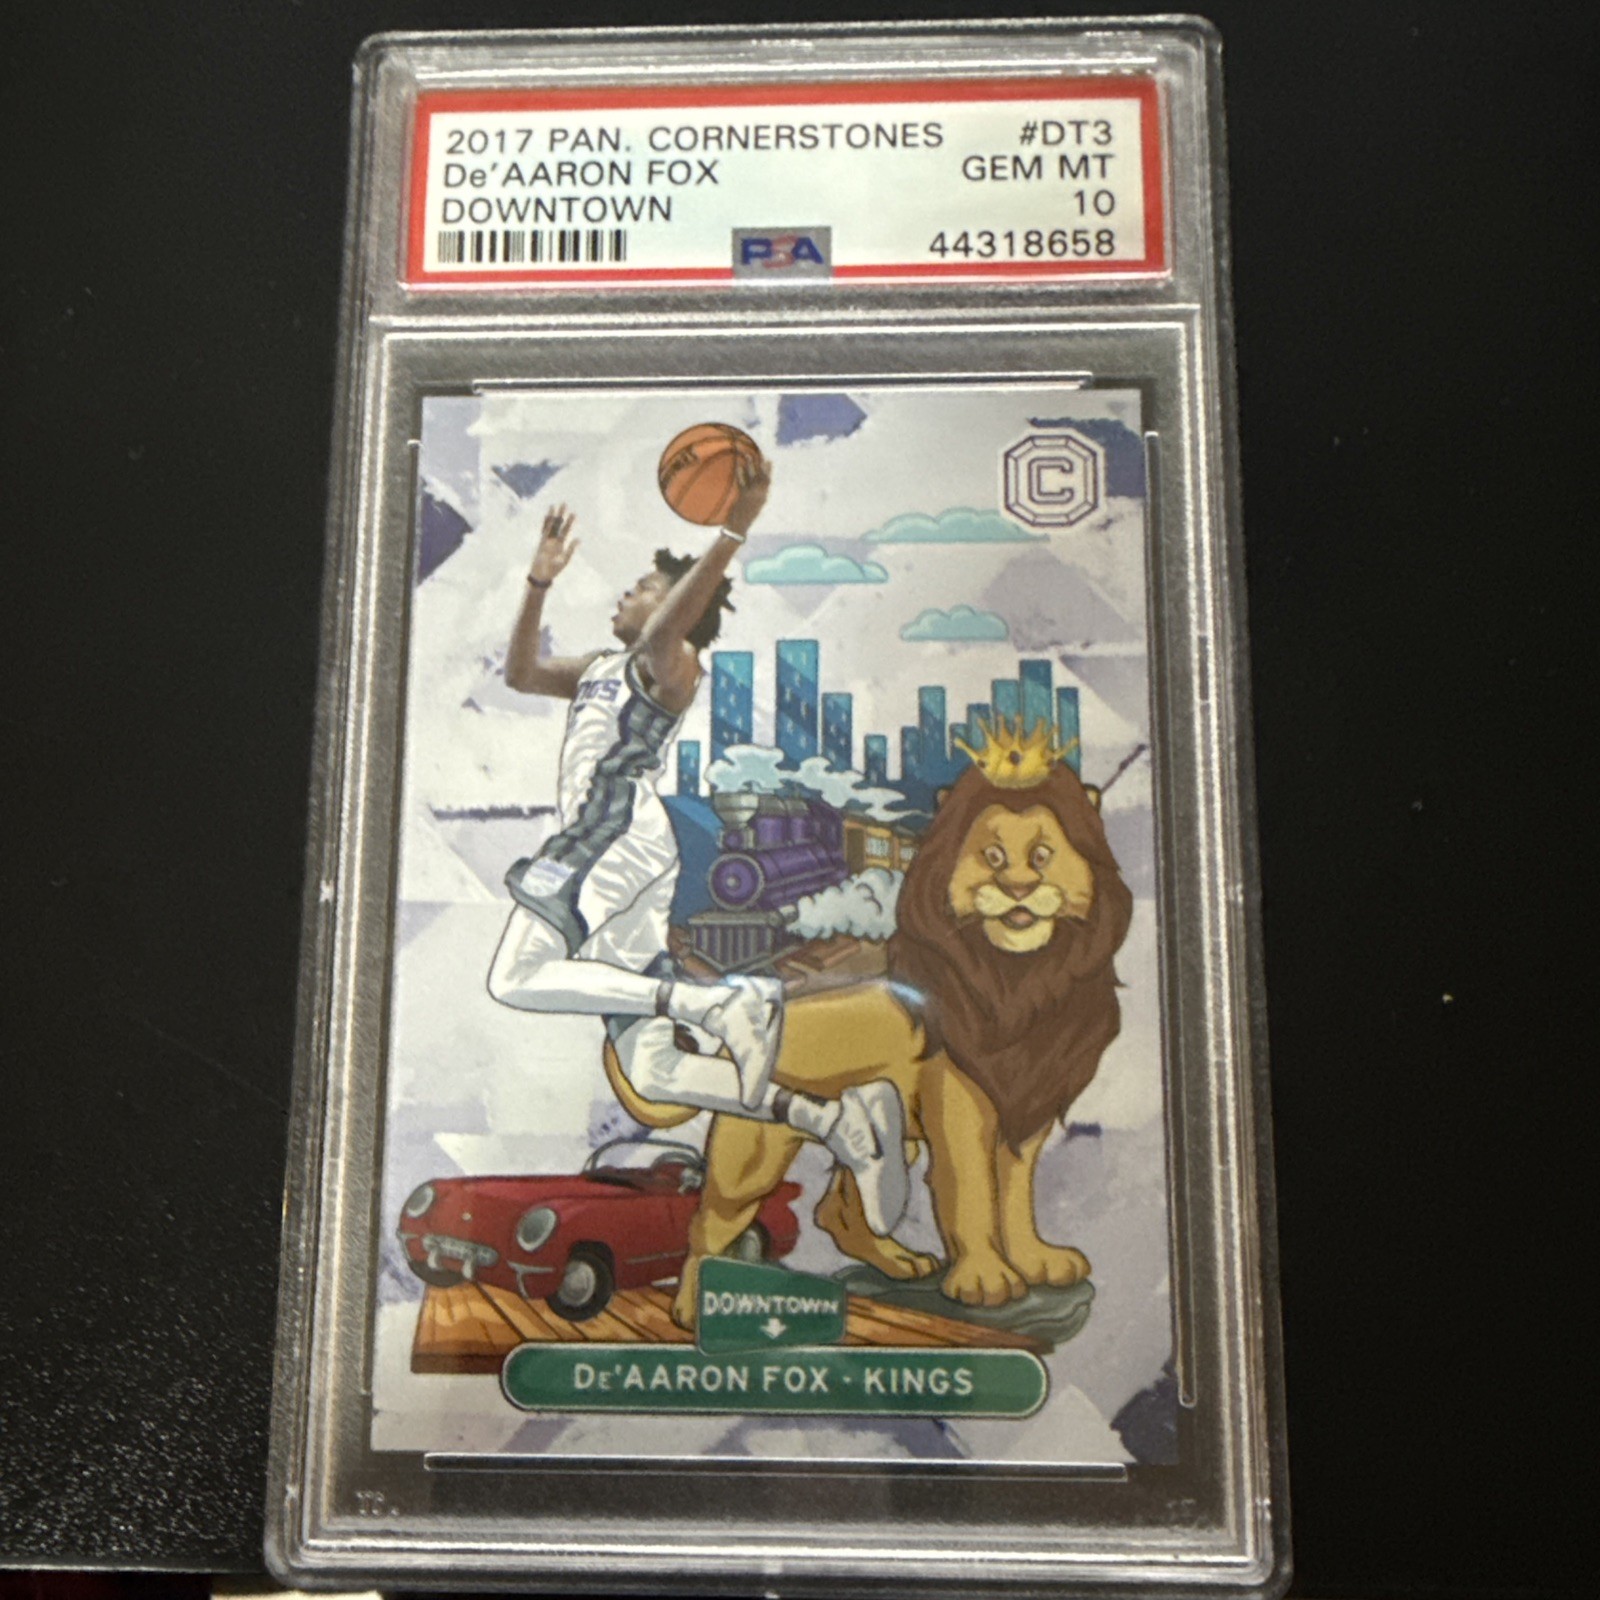 2017 PAN. CORNERSTONES #DT3
De'AARON FOX GEM MT
DOWNTOWN 10
PSA 44318658
C
DOWNTOWN
De'AARON FOX · KINGS